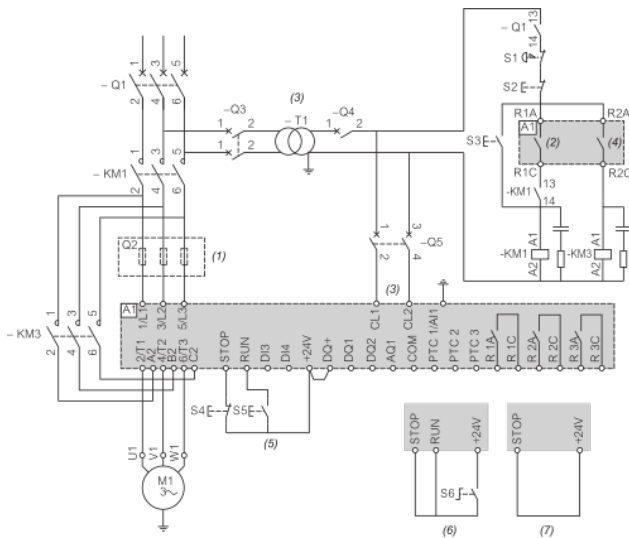 1 3 5
– Q1
2 4 6
–Q3
1 2
1 2
(3)
– T1
–Q4
1 2
13
– Q1
14
S1
S2
R1A
R2A
A1
S3
(2)
(4)
R1C
R2C
13
-KM1
14
-KM1
A1
A2
-KM3
A1
A2
1 3 5
– KM1
2 4 6
Q2
(1)
1 3
–Q5
2 4
(3)
A1
1/L1
3/L2
5/L3
CL1
CL2
1 3 5
– KM3
2 4 6
2/T1
A2
4/T2
B2
6/T3
C2
STOP
RUN
DI3
DI4
+24V
DQ+
DQ1
DQ2
AQ1
COM
PTC 1/AI1
PTC 2
PTC 3
R 1A
R 1C
R 2A
R 2C
R 3A
R 3C
S4
S5
(5)
U1
V1
W1
M1
3~
STOP
RUN
+24V
S6
(6)
STOP
+24V
(7)